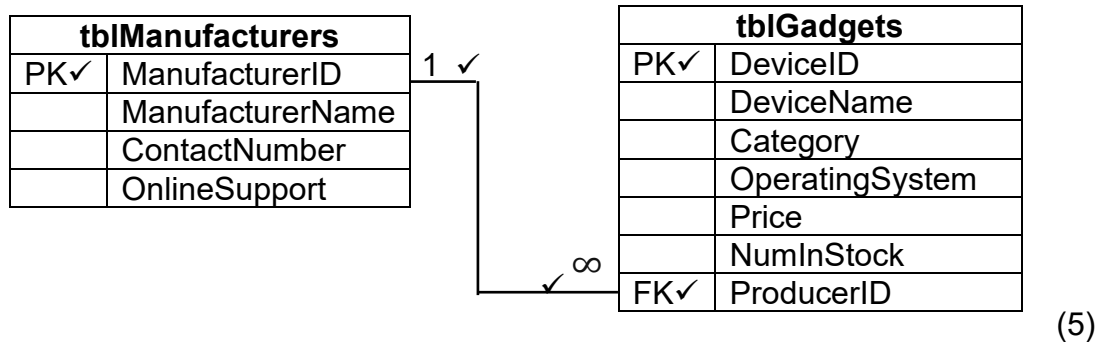 tblManufacturers
PK✓ ManufacturerID
ManufacturerName
ContactNumber
OnlineSupport
1 ✓
∞
✓
tblGadgets
PK✓ DeviceID
DeviceName
Category
OperatingSystem
Price
NumInStock
FK✓ ProducerID
(5)